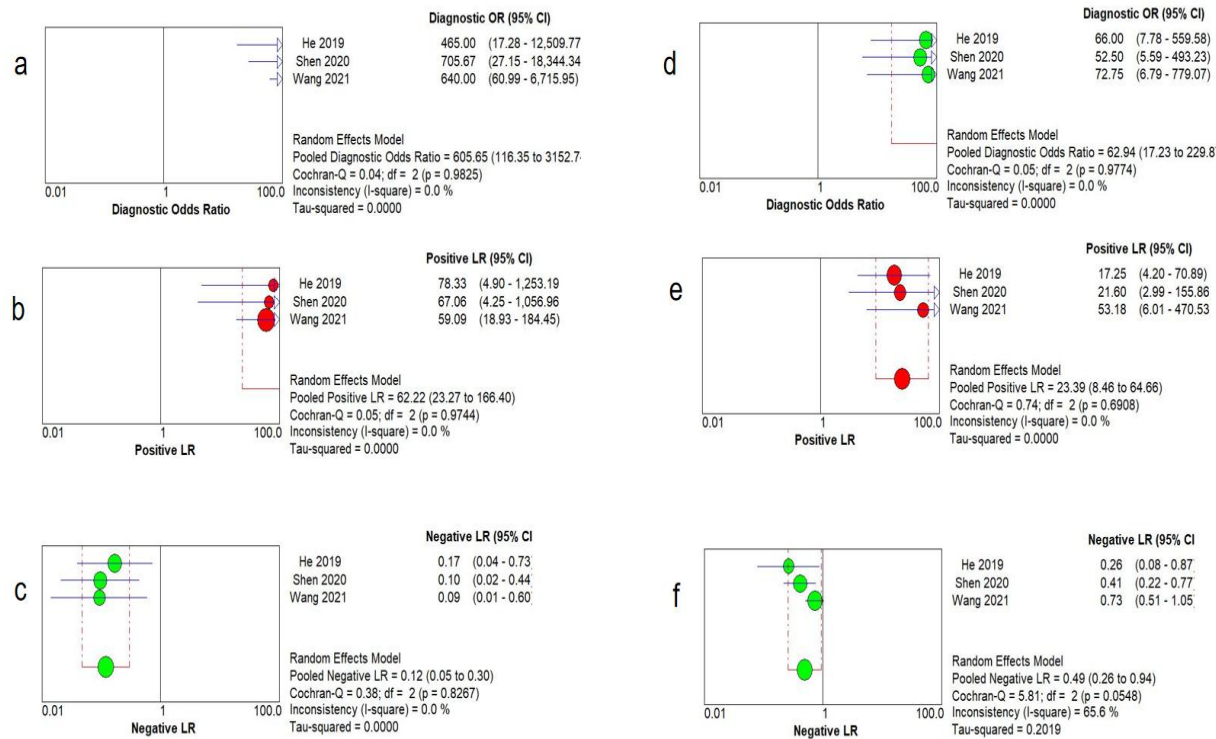 a
Diagnostic OR (95% CI)
He 2019 465.00 (17.28 - 12,509.77
Shen 2020 705.67 (27.15 - 18,344.34
Wang 2021 640.00 (60.99 - 6,715.95)
Random Effects Model
Pooled Diagnostic Odds Ratio = 605.65 (116.35 to 3152.7
Cochran-Q = 0.04; df = 2 (p = 0.9825)
Inconsistency (I-square) = 0.0 %
Tau-squared = 0.0000
0.01 1 100.0
Diagnostic Odds Ratio
d
Diagnostic OR (95% CI)
He 2019 66.00 (7.78 - 559.58)
Shen 2020 52.50 (5.59 - 493.23)
Wang 2021 72.75 (6.79 - 779.07)
Random Effects Model
Pooled Diagnostic Odds Ratio = 62.94 (17.23 to 229.8
Cochran-Q = 0.05; df = 2 (p = 0.9774)
Inconsistency (I-square) = 0.0 %
Tau-squared = 0.0000
0.01 1 100.0
Diagnostic Odds Ratio
b
Positive LR (95% CI)
He 2019 78.33 (4.90 - 1,253.19
Shen 2020 67.06 (4.25 - 1,056.96
Wang 2021 59.09 (18.93 - 184.45)
Random Effects Model
Pooled Positive LR = 62.22 (23.27 to 166.40)
Cochran-Q = 0.05; df = 2 (p = 0.9744)
Inconsistency (I-square) = 0.0 %
Tau-squared = 0.0000
0.01 1 100.0
Positive LR
e
Positive LR (95% CI)
He 2019 17.25 (4.20 - 70.89)
Shen 2020 21.60 (2.99 - 155.86
Wang 2021 53.18 (6.01 - 470.53
Random Effects Model
Pooled Positive LR = 23.39 (8.46 to 64.66)
Cochran-Q = 0.74; df = 2 (p = 0.6908)
Inconsistency (I-square) = 0.0 %
Tau-squared = 0.0000
0.01 1 100.0
Positive LR
c
Negative LR (95% CI
He 2019 0.17 (0.04 - 0.73)
Shen 2020 0.10 (0.02 - 0.44)
Wang 2021 0.09 (0.01 - 0.60)
Random Effects Model
Pooled Negative LR = 0.12 (0.05 to 0.30)
Cochran-Q = 0.38; df = 2 (p = 0.8267)
Inconsistency (I-square) = 0.0 %
Tau-squared = 0.0000
0.01 1 100.0
Negative LR
f
Negative LR (95% CI
He 2019 0.26 (0.08 - 0.87)
Shen 2020 0.41 (0.22 - 0.77)
Wang 2021 0.73 (0.51 - 1.05)
Random Effects Model
Pooled Negative LR = 0.49 (0.26 to 0.94)
Cochran-Q = 5.81; df = 2 (p = 0.0548)
Inconsistency (I-square) = 65.6 %
Tau-squared = 0.2019
0.01 1 100.0
Negative LR